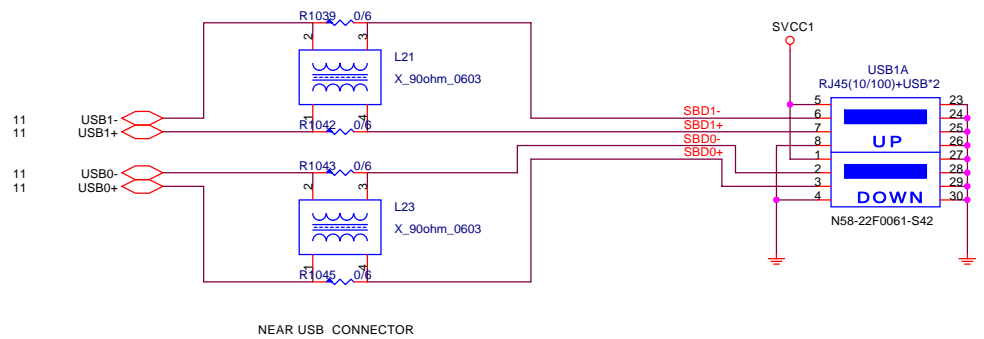 R1039 0/6
2
3
L21
X_90ohm_0603
1
4
R1042 0/6
11 USB1-
11 USB1+
11 USB0-
11 USB0+
R1043 0/6
2
3
L23
X_90ohm_0603
1
4
R1045 0/6
NEAR USB CONNECTOR
SVCC1
USB1A
RJ45(10/100)+USB*2
SBD1-
SBD1+
SBD0-
SBD0+
5 23
6 24
7 25
8 UP 26
1 27
2 28
3 29
4 DOWN 30
N58-22F0061-S42